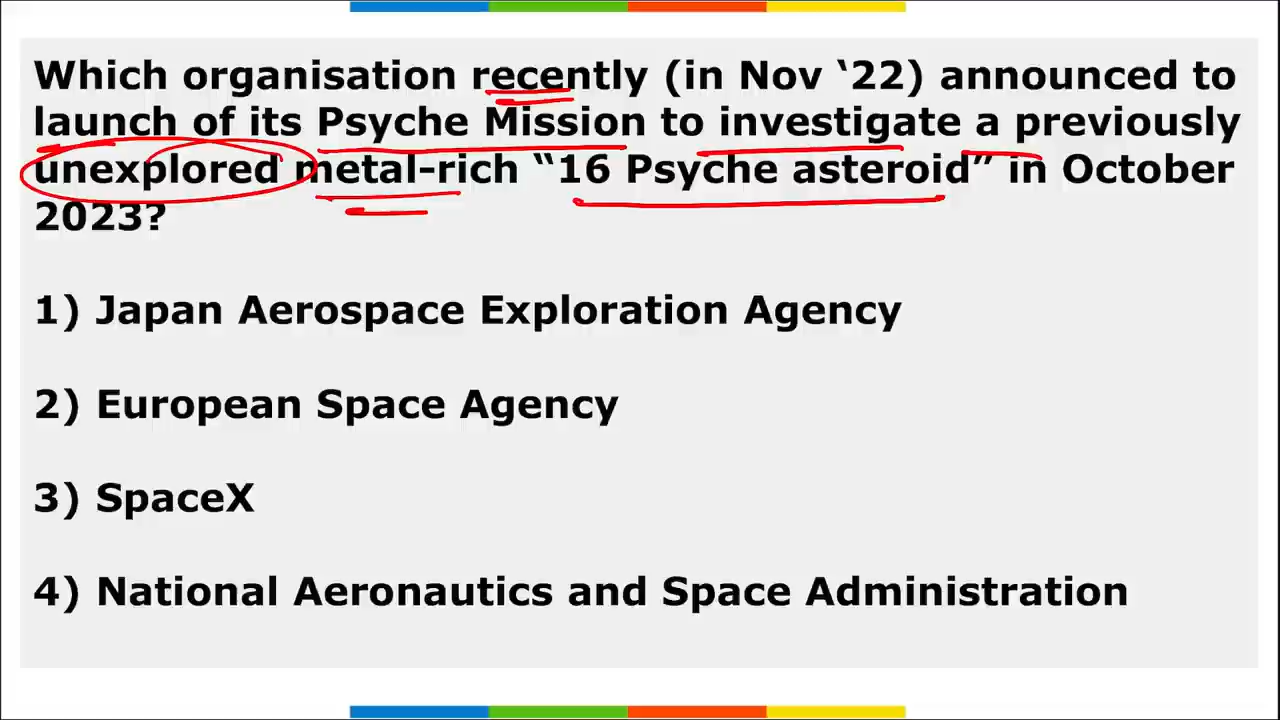 Which organisation recently (in Nov ‘22) announced to
launch of its Psyche Mission to investigate a previously
unexplored metal-rich “16 Psyche asteroid” in October
2023?
1) Japan Aerospace Exploration Agency
2) European Space Agency
3) SpaceX
4) National Aeronautics and Space Administration